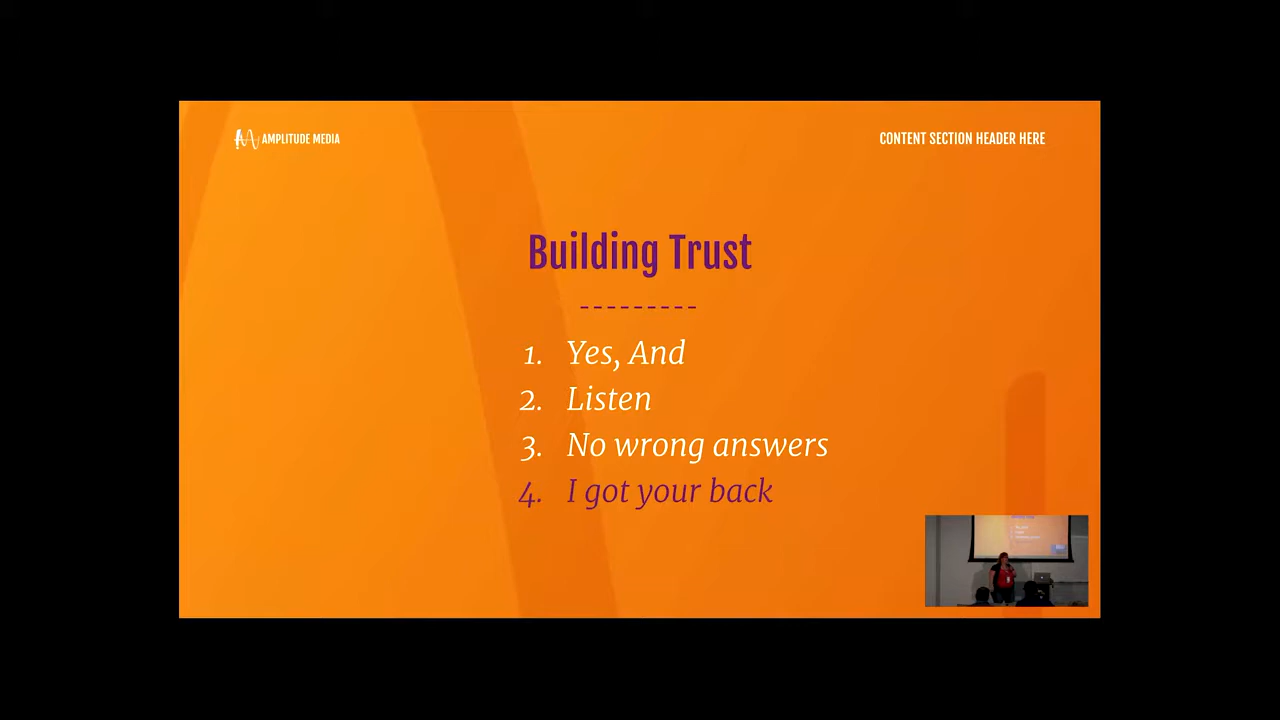 AMPLITUDE MEDIA
CONTENT SECTION HEADER HERE
Building Trust
1. Yes, And
2. Listen
3. No wrong answers
4. I got your back